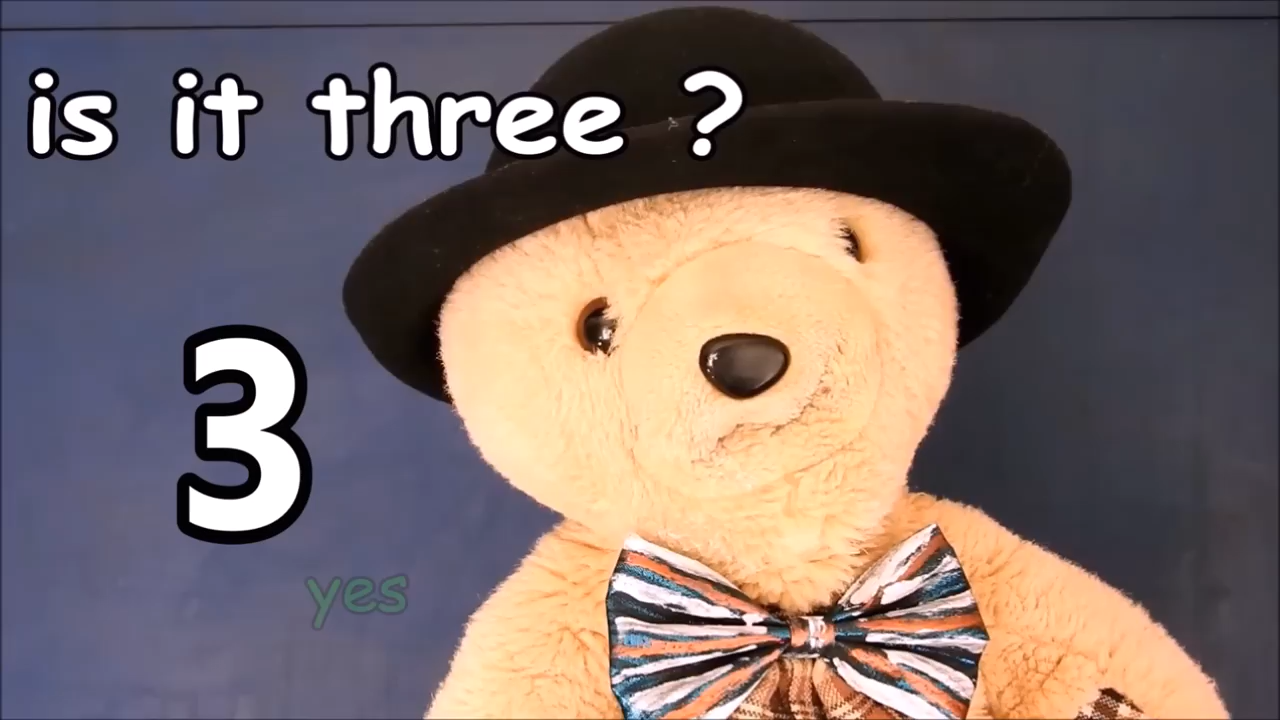 is it three ?
3
yes